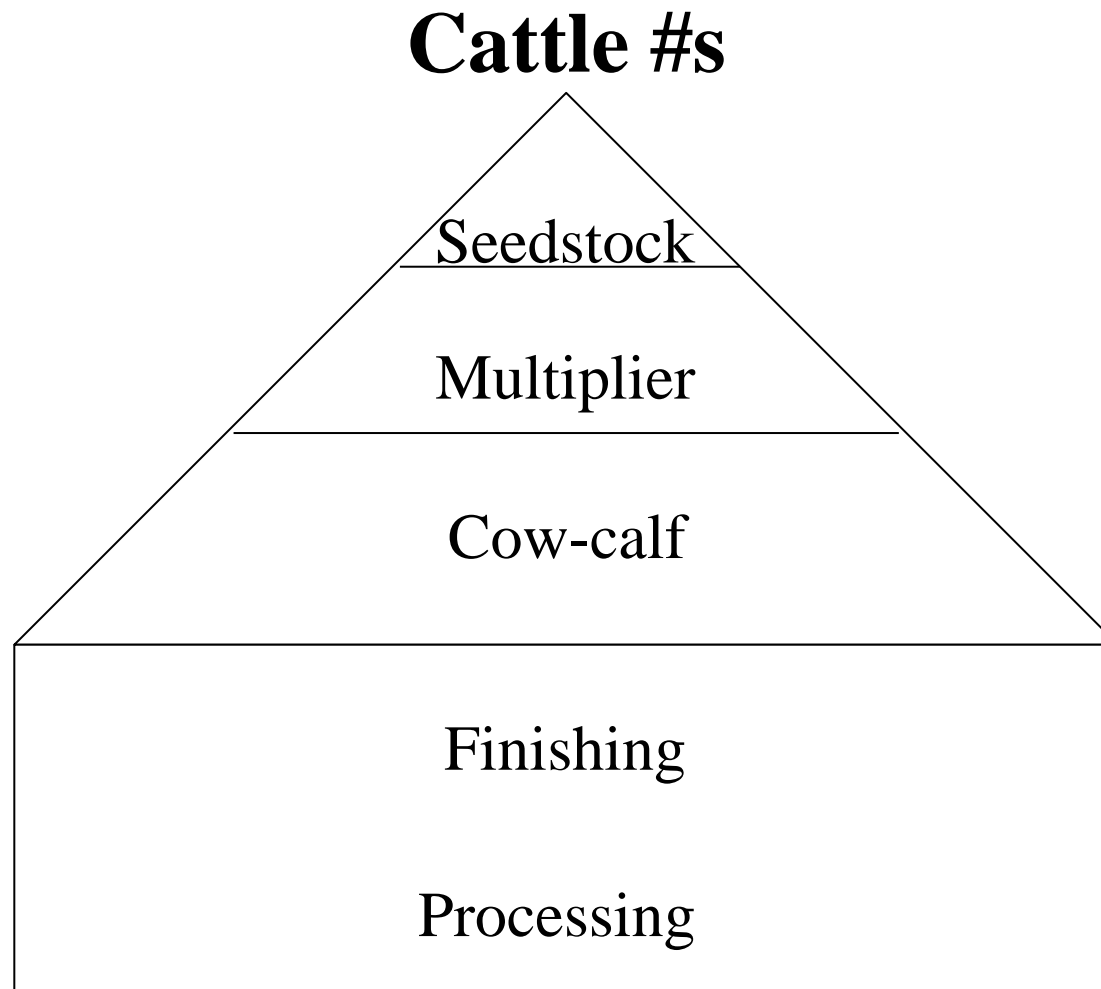 Cattle #s
Seedstock
Multiplier
Cow-calf
Finishing
Processing